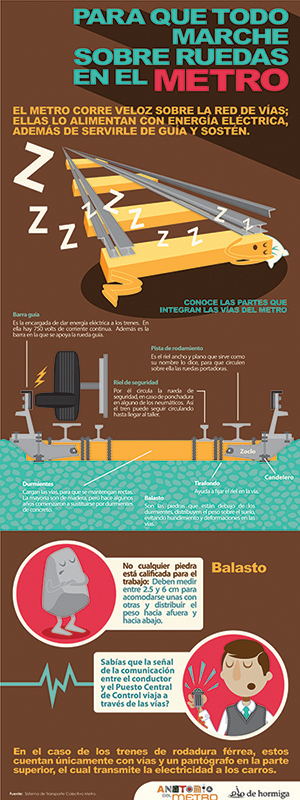 PARA QUE TODO
MARCHE
SOBRE RUEDAS
EN EL METRO
EL METRO CORRE VELOZ SOBRE LA RED DE VÍAS;
ELLAS LO ALIMENTAN CON ENERGÍA ELÉCTRICA,
ADEMÁS DE SERVIRLE DE GUÍA Y SOSTÉN.
Z
Z
Z
Z
Z
Z
Z
CONOCE LAS PARTES QUE
INTEGRAN LAS VÍAS DEL METRO
Barra guía
Es la encargada de dar energía eléctrica a los trenes. En
ella hay 750 volts de corriente continua. Además es la
barra en la que se apoya la rueda guía.
Pista de rodamiento
Es el riel ancho y plano que sirve como
su nombre lo dice, para que circulen
sobre ella las ruedas portadoras.
Riel de seguridad
Por él circula la rueda de
seguridad, en caso de ponchadura
en alguno de los neumáticos. Así
el tren puede seguir circulando
hasta llegar al taller.
Durmientes
Cargan las vías, para que se mantengan rectas.
La mayoría son de madera, pero hace algunos
años comenzaron a sustituirse por durmientes
de concreto.
Balasto
Son las piedras que están debajo de los
durmientes, distribuyen el peso sobre el suelo,
evitando hundimiento y deformaciones en las
vías.
Tirafondo
Ayuda a fijar el riel en la vía.
Zoclo
Candelero
No cualquier piedra
está calificada para el
trabajo: Deben medir
entre 2.5 y 6 cm para
acomodarse unas con
otras y distribuir el
peso hacia afuera y
hacia abajo.
Balasto
Sabías que la señal
de la comunicación
entre el conductor
y el Puesto Central
de Control viaja a
través de las vías?
En el caso de los trenes de rodadura férrea, estos
cuentan únicamente con vías y un pantógrafo en la parte
superior, el cual transmite la electricidad a los carros.
Fuente: Sistema de Transporte Colectivo Metro
ANATOMÍA
DEL METRO
ojo de hormiga